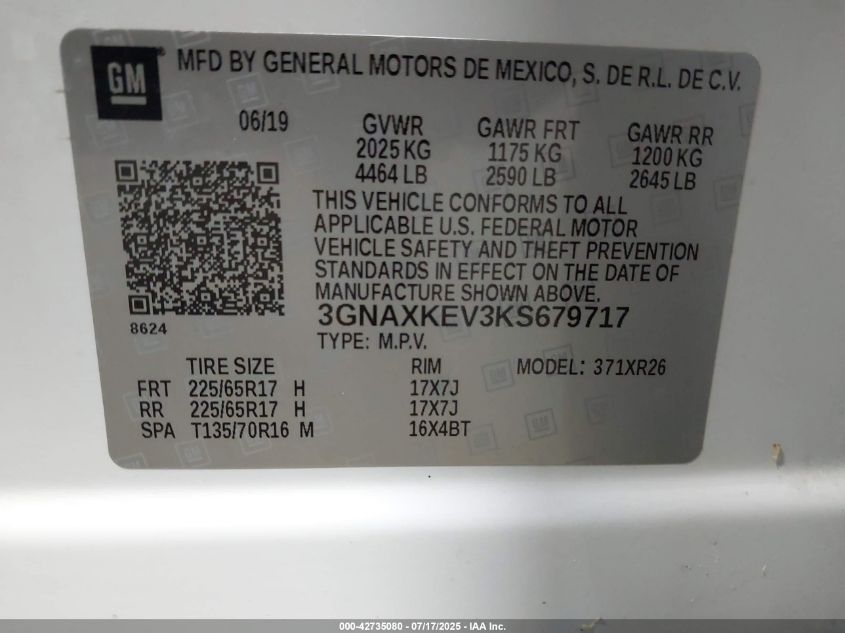 GM
MFD BY GENERAL MOTORS DE MEXICO, S. DE R.L. DE C.V.
06/19 GVWR GAWR FRT GAWR RR
2025 KG 1175 KG 1200 KG
4464 LB 2590 LB 2645 LB
THIS VEHICLE CONFORMS TO ALL
APPLICABLE U.S. FEDERAL MOTOR
VEHICLE SAFETY AND THEFT PREVENTION
STANDARDS IN EFFECT ON THE DATE OF
MANUFACTURE SHOWN ABOVE.
8624
3GNAXKEV3KS679717
TYPE: M.P.V.
TIRE SIZE RIM MODEL: 371XR26
FRT 225/65R17 H 17X7J
RR 225/65R17 H 17X7J
SPA T135/70R16 M 16X4BT
000-42735080 - 07/17/2025 - IAA Inc.